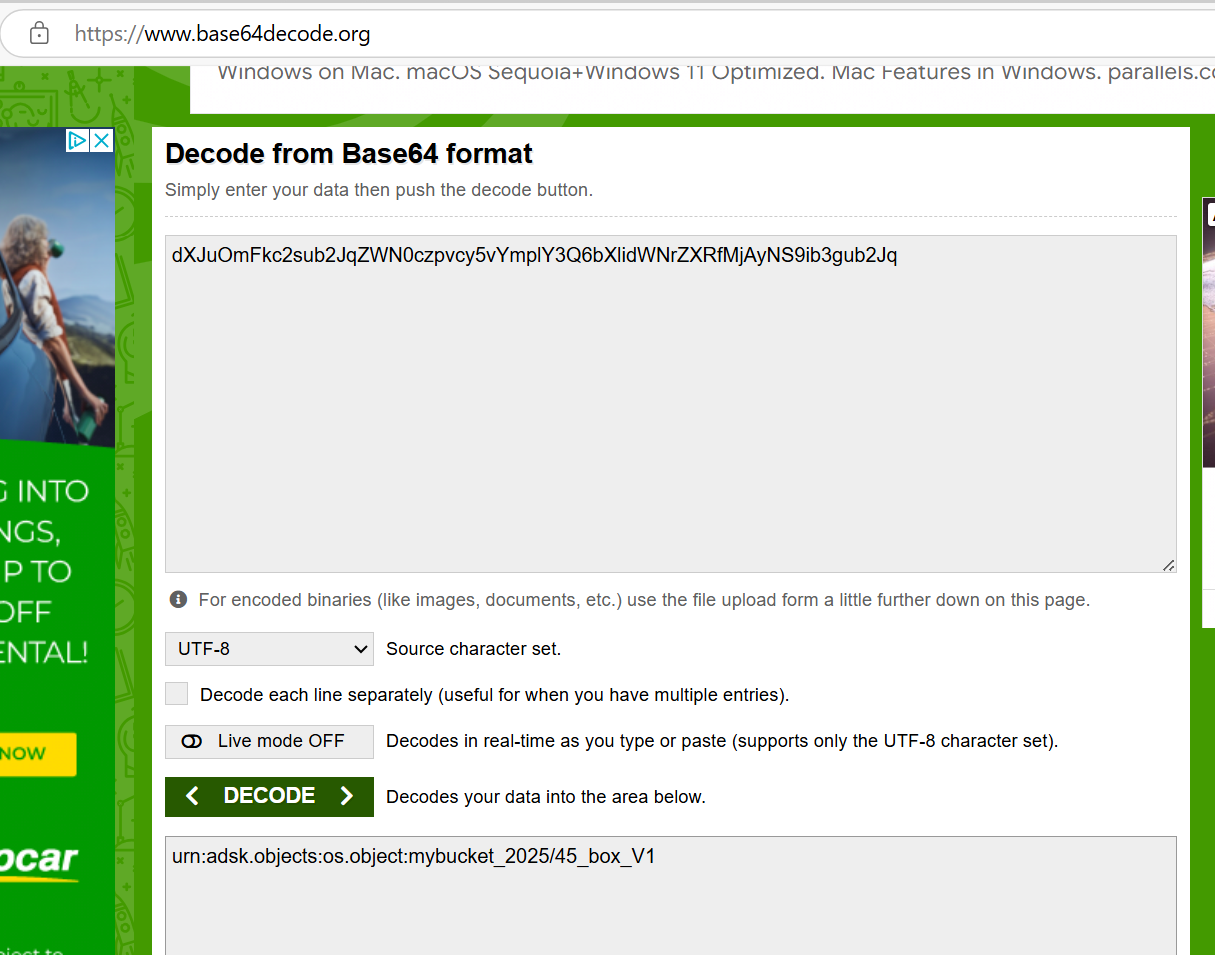 https://www.base64decode.org
Windows on Mac. macOS Sequoia+Windows 11 Optimized. Mac Features in Windows. parallels.co
Decode from Base64 format
Simply enter your data then push the decode button.
dXJuOmFkc2sub2JqZWN0czpvcy5vYmplY3Q6bXlidWNrZXRfMjAyNS9ib3gub2Jq
For encoded binaries (like images, documents, etc.) use the file upload form a little further down on this page.
UTF-8 Source character set.
Decode each line separately (useful for when you have multiple entries).
Live mode OFF Decodes in real-time as you type or paste (supports only the UTF-8 character set).
< DECODE > Decodes your data into the area below.
urn:adsk.objects:os.object:mybucket_2025/45_box_V1
G INTO
NGS,
P TO
OFF
ENTAL!
NOW
ocar